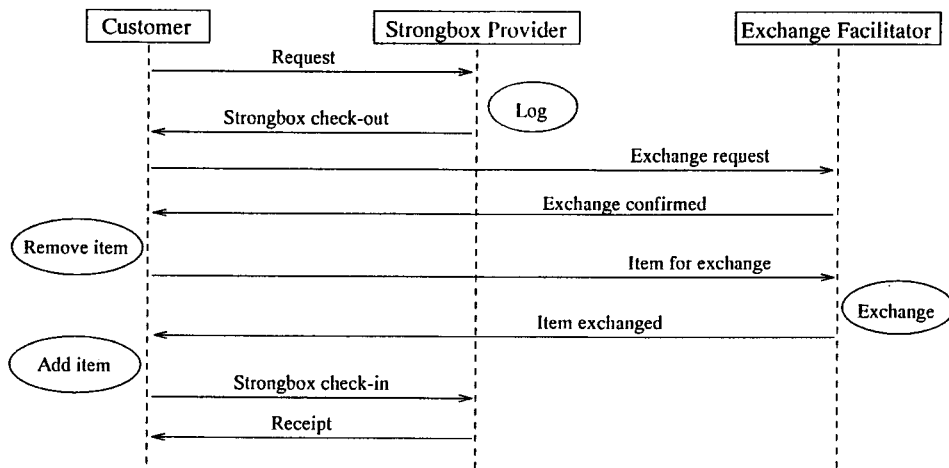 Customer
Strongbox Provider
Exchange Facilitator
Request
Log
Strongbox check-out
Exchange request
Exchange confirmed
Remove item
Item for exchange
Exchange
Item exchanged
Add item
Strongbox check-in
Receipt